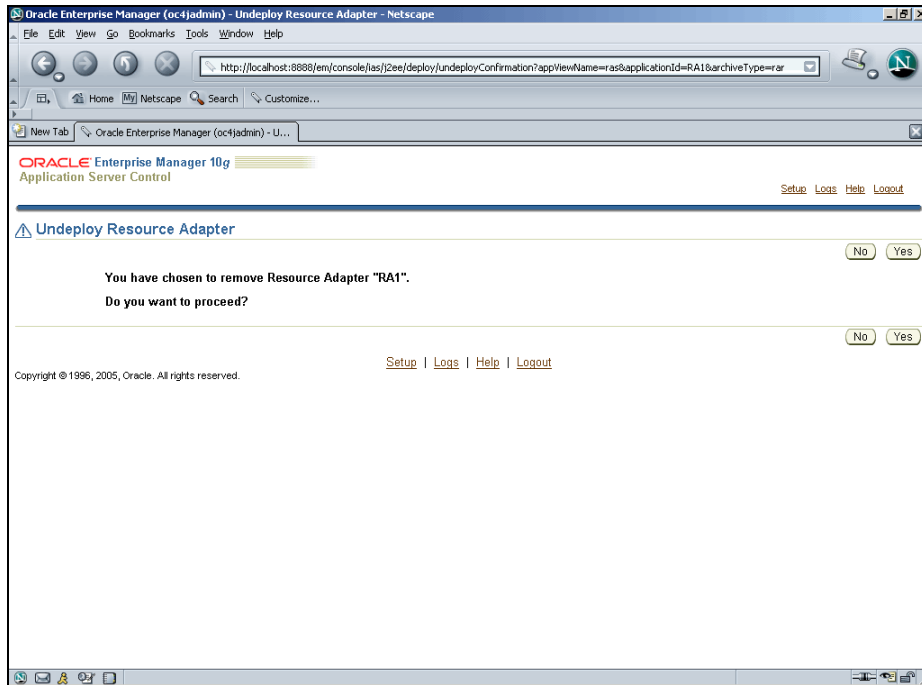 Oracle Enterprise Manager (oc4jadmin) - Undeploy Resource Adapter - Netscape
File Edit View Go Bookmarks Tools Window Help
http://localhost:8888/em/console/ias/j2ee/deploy/undeployConfirmation?appViewName=ras&applicationId=RA1&archiveType=rar
N
Home My Netscape Search Customize...
New Tab Oracle Enterprise Manager (oc4jadmin) - U...
ORACLE Enterprise Manager 10g
Application Server Control
Setup Logs Help Logout
Undeploy Resource Adapter
No Yes
You have chosen to remove Resource Adapter "RA1".
Do you want to proceed?
No Yes
Setup | Logs | Help | Logout
Copyright © 1996, 2005, Oracle. All rights reserved.